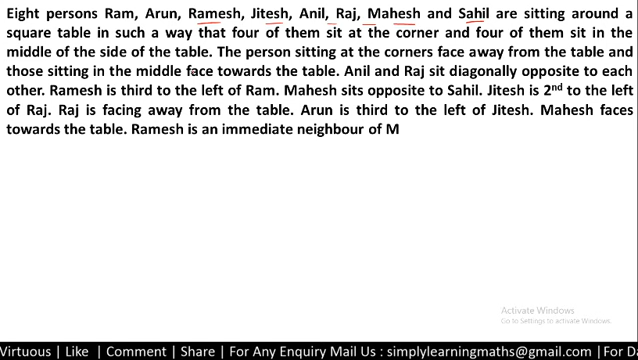 Eight persons Ram, Arun, Ramesh, Jitesh, Anil, Raj, Mahesh and Sahil are sitting around a
square table in such a way that four of them sit at the corner and four of them sit in the
middle of the side of the table. The person sitting at the corners face away from the table and
those sitting in the middle face towards the table. Anil and Raj sit diagonally opposite to each
other. Ramesh is third to the left of Ram. Mahesh sits opposite to Sahil. Jitesh is 2nd to the left
of Raj. Raj is facing away from the table. Arun is third to the left of Jitesh. Mahesh faces
towards the table. Ramesh is an immediate neighbour of M
Activate Windows
Go to Settings to activate Windows.
Virtuous | Like | Comment | Share | For Any Enquiry Mail Us : simplylearningmaths@gmail.com | For D